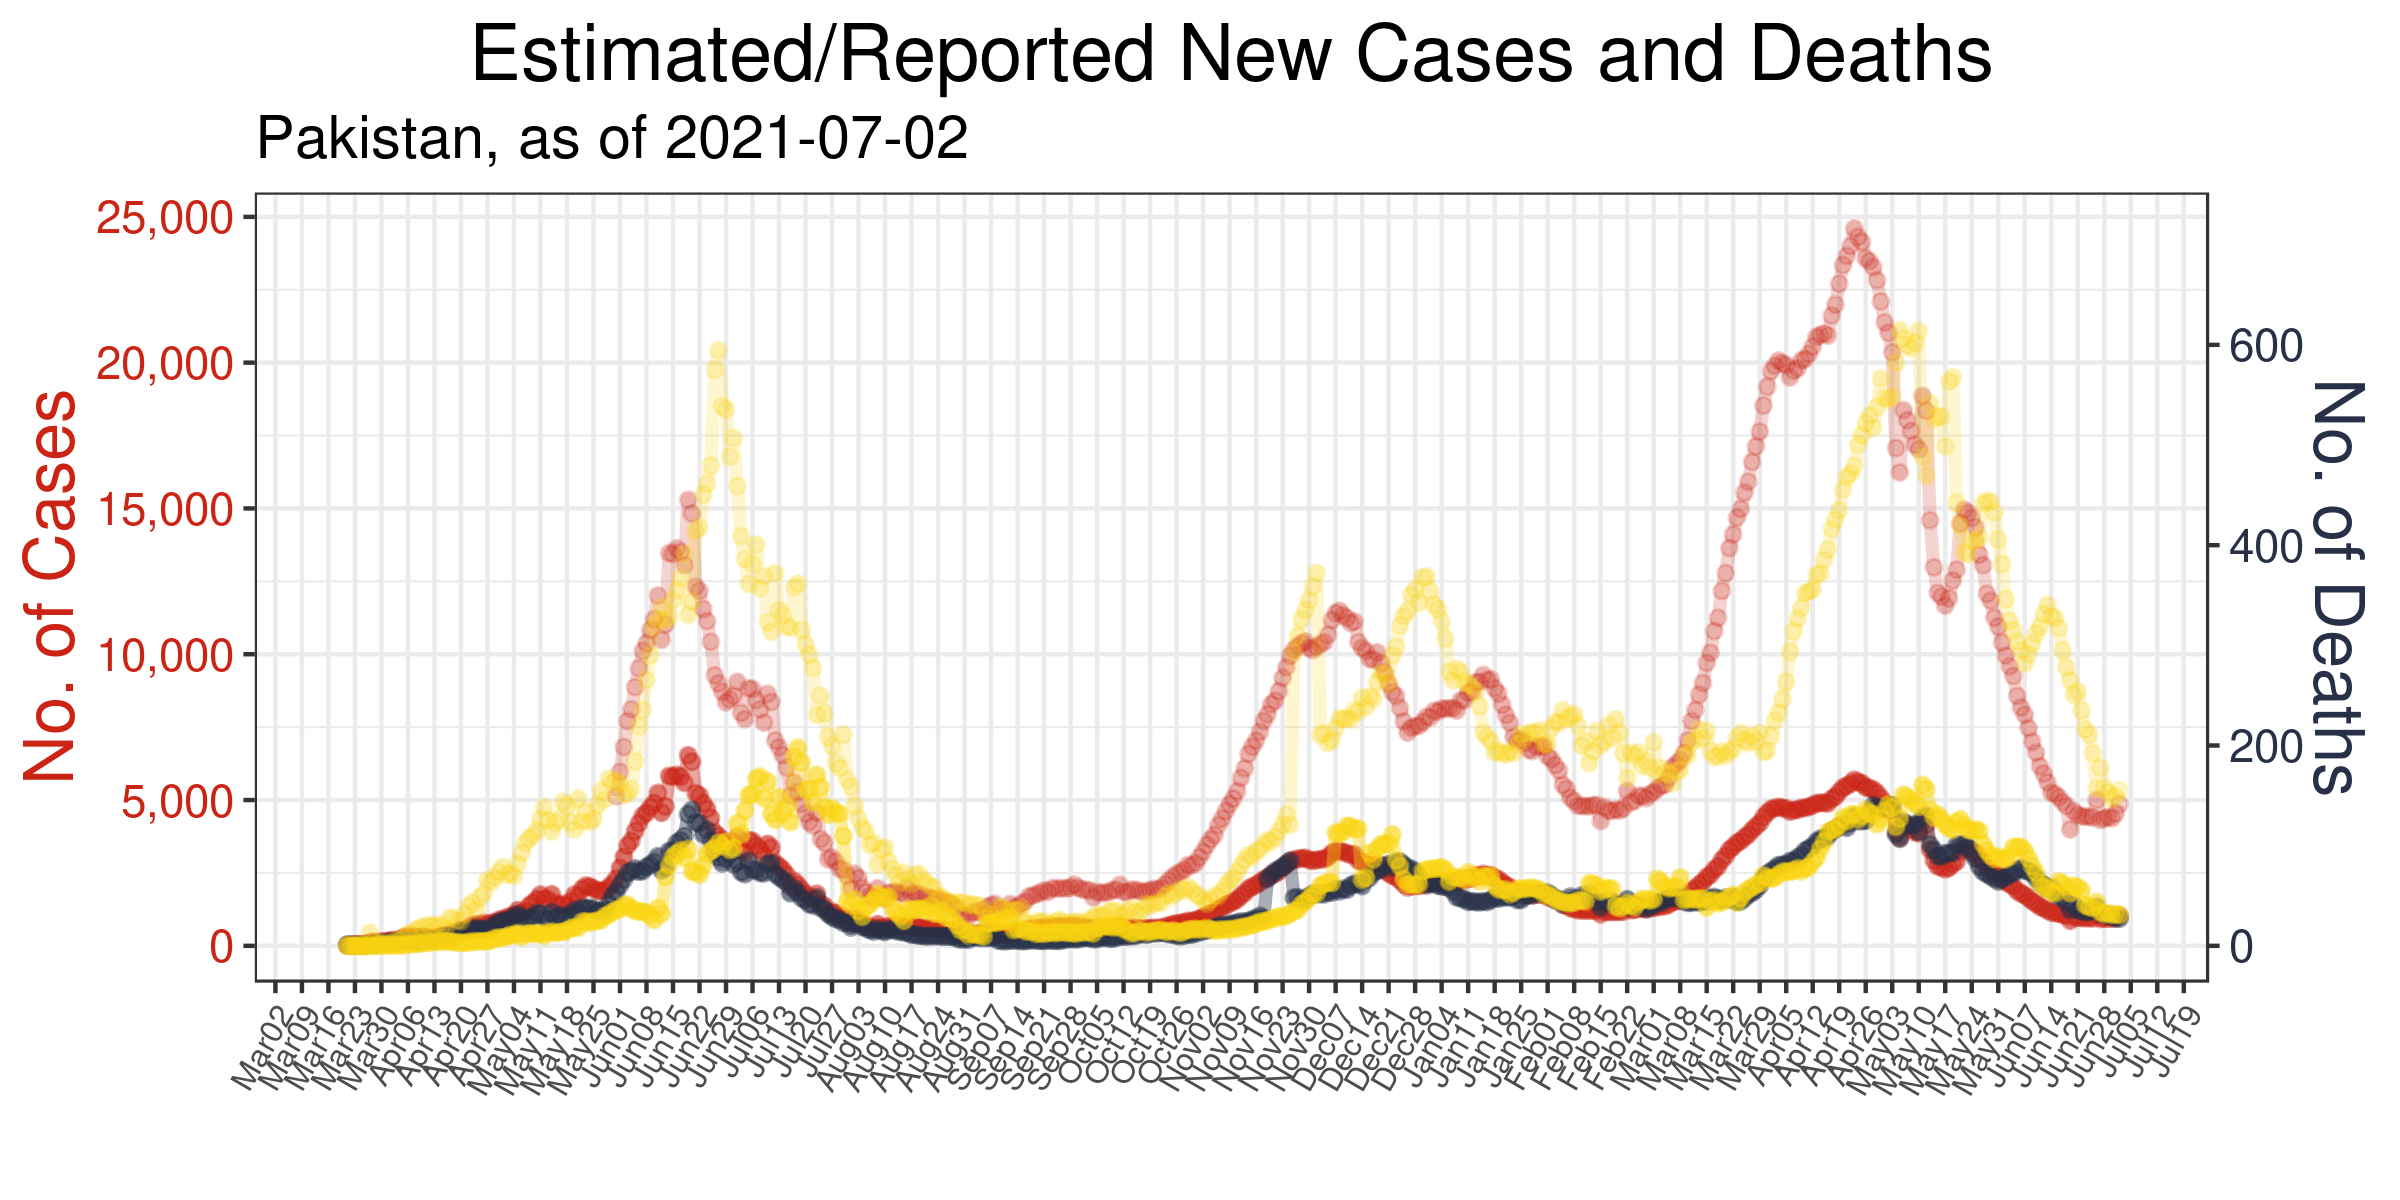 Estimated/Reported New Cases and Deaths
Pakistan, as of 2021-07-02
No. of Cases
25,000
20,000
15,000
10,000
5,000
0
600
400
200
0
No. of Deaths
Mar02
Mar09
Mar16
Mar23
Mar30
Apr06
Apr13
Apr20
Apr27
May04
May11
May18
May25
Jun01
Jun08
Jun15
Jun22
Jun29
Jul06
Jul13
Jul20
Jul27
Aug03
Aug10
Aug17
Aug24
Aug31
Sep07
Sep14
Sep21
Sep28
Oct05
Oct12
Oct19
Oct26
Nov02
Nov09
Nov16
Nov23
Nov30
Dec07
Dec14
Dec21
Dec28
Jan04
Jan11
Jan18
Jan25
Feb01
Feb08
Feb15
Feb22
Mar01
Mar08
Mar15
Mar22
Mar29
Apr05
Apr12
Apr19
Apr26
May03
May10
May17
May24
May31
Jun07
Jun14
Jun21
Jun28
Jul05
Jul12
Jul19